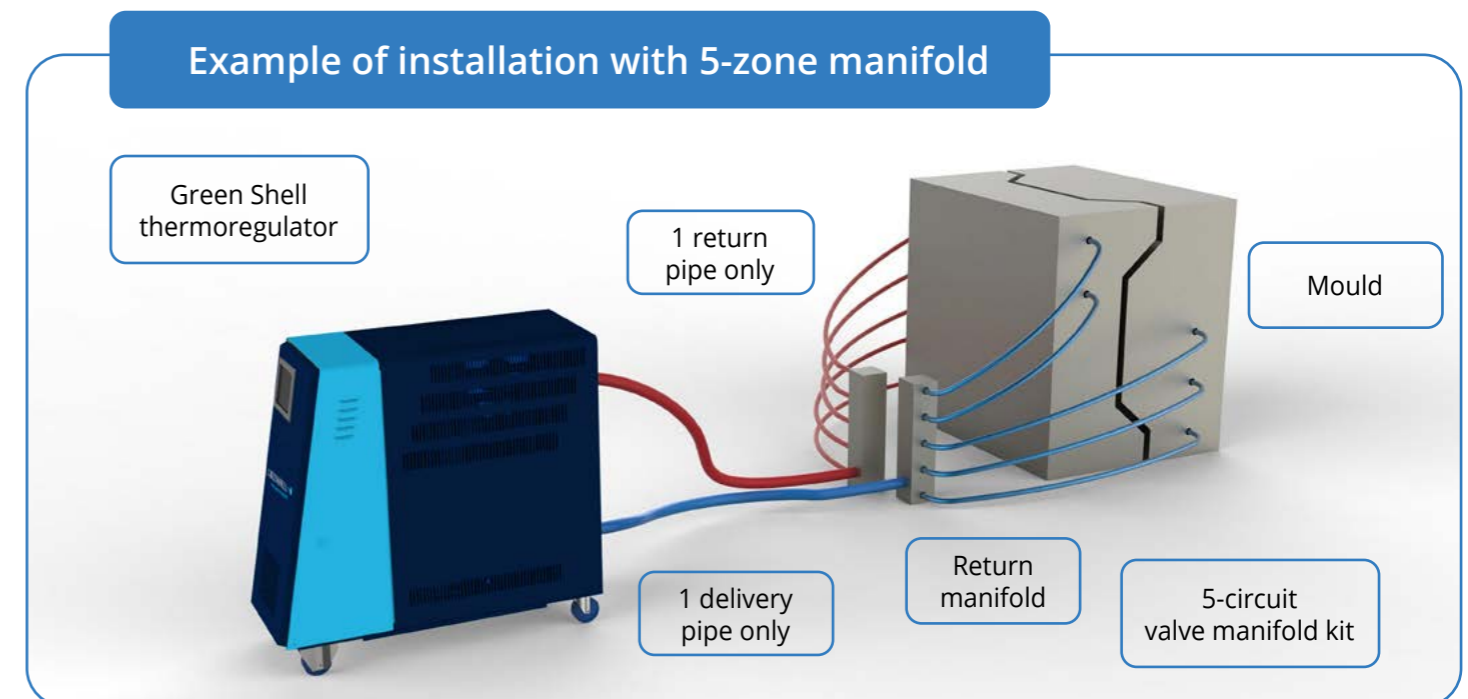 Example of installation with 5-zone manifold
Green Shell
thermoregulator
1 return
pipe only
Mould
Return
manifold
1 delivery
pipe only
5-circuit
valve manifold kit